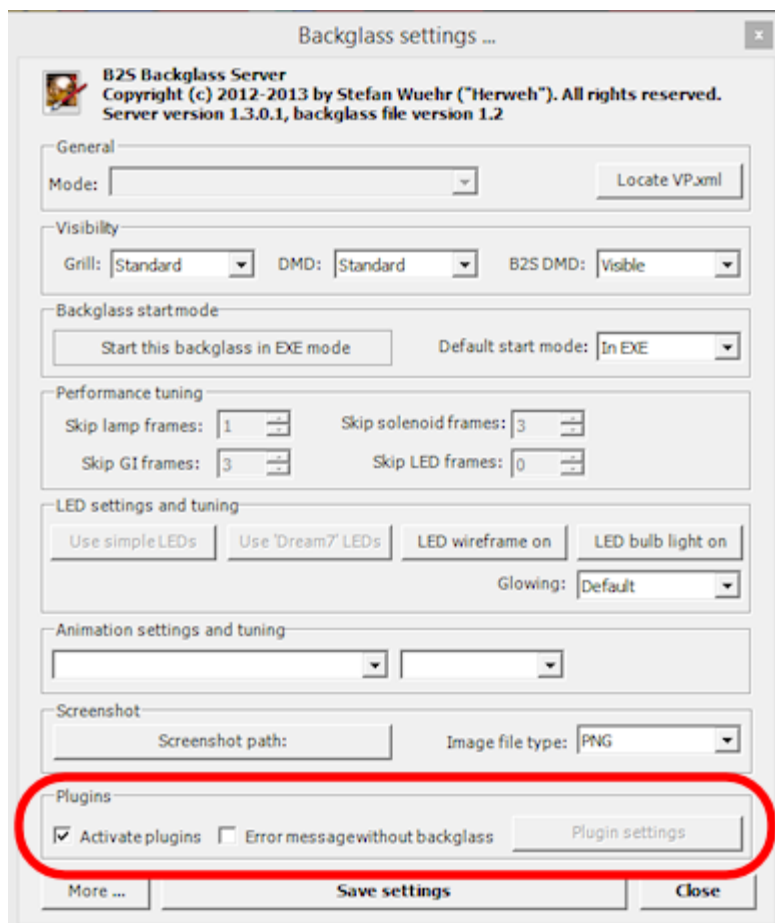 Backglass settings ...
x
B2S Backglass Server
Copyright (c) 2012-2013 by Stefan Wuehr ("Herweh"). All rights reserved.
Server version 1.3.0.1, backglass file version 1.2
General
Mode:
Locate VP.xml
Visibility
Grill: Standard DMD: Standard B2S DMD: Visible
Backglass startmode
Start this backglass in EXE mode Default start mode: In EXE
Performance tuning
Skip lamp frames: 1 Skip solenoid frames: 3
Skip GI frames: 3 Skip LED frames: 0
LED settings and tuning
Use simple LEDs Use 'Dream7' LEDs LED wireframe on LED bulb light on
Glowing: Default
Animation settings and tuning
Screenshot
Screenshot path: Image file type: PNG
Plugins
Activate plugins Error message without backglass Plugin settings
More ... Save settings Close